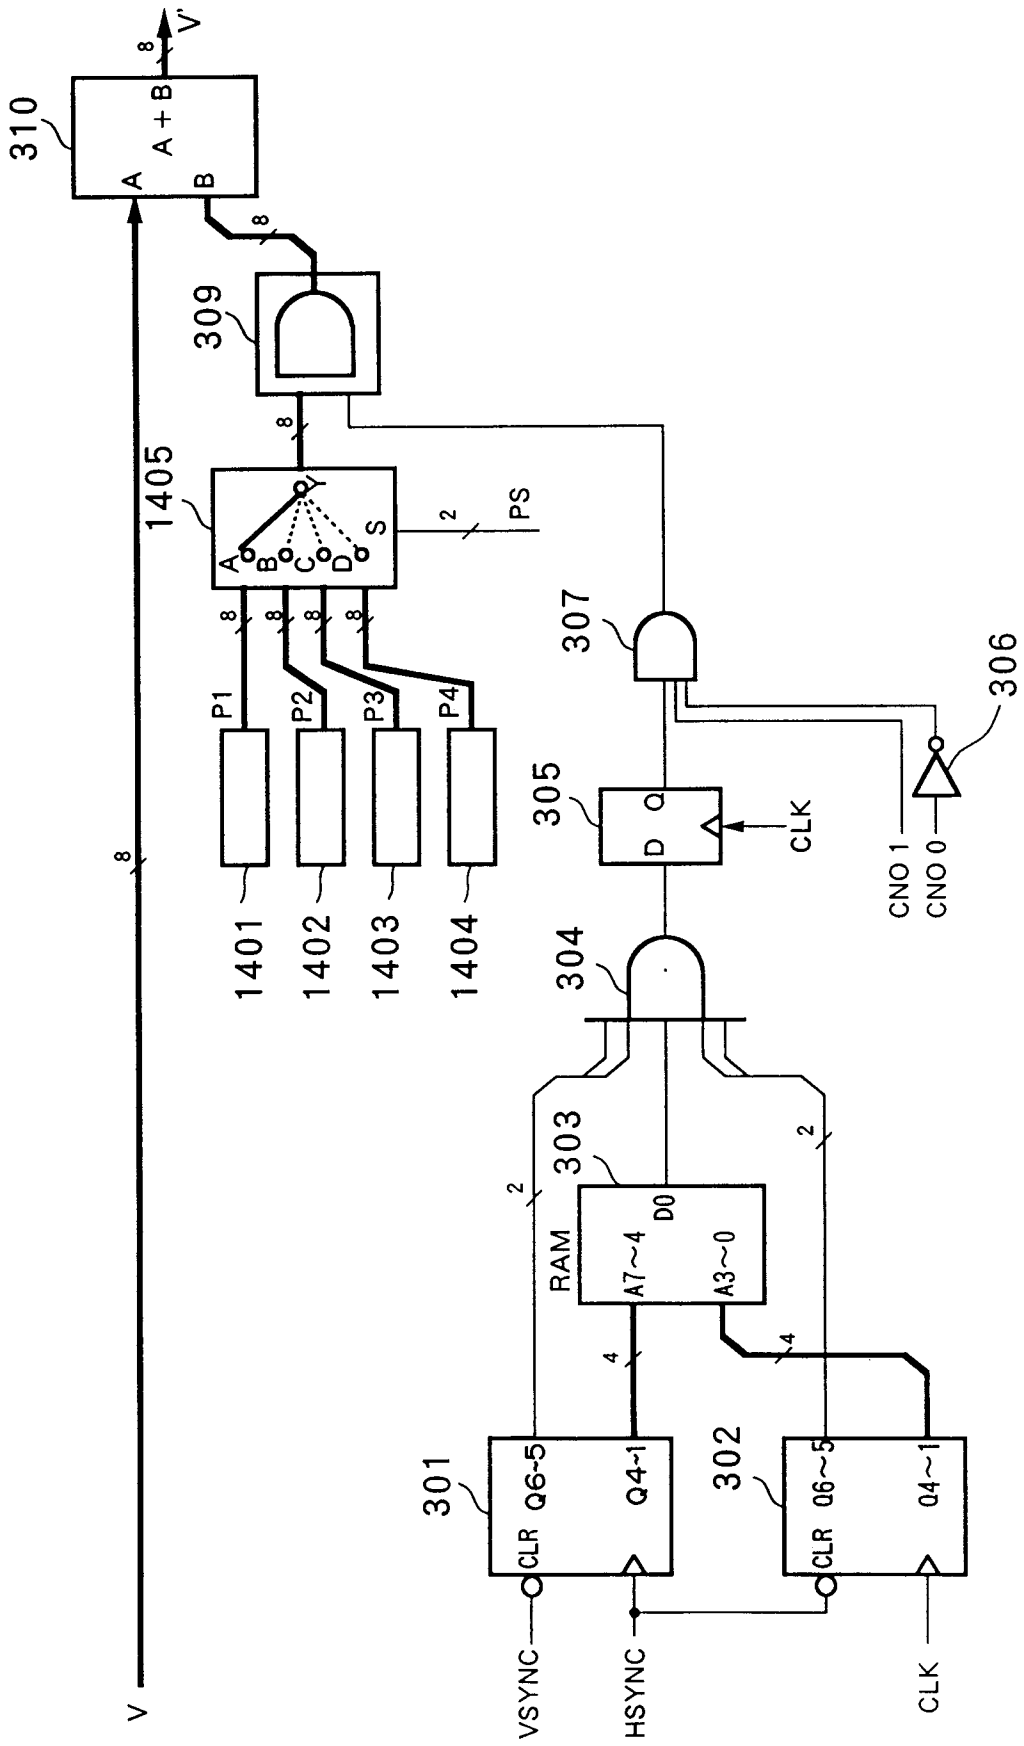 V
8
310
A
A + B
B
8
V'
8
309
8
1405
A
B
C
D
Y
S
2
PS
8
8
8
8
P1
P2
P3
P4
1401
1402
1403
1404
307
306
305
D
Q
CLK
CNO 1
CNO 0
304
2
2
303
RAM
A7~4
A3~0
D0
4
4
301
CLR
Q6~5
Q4~1
302
CLR
Q6~5
Q4~1
VSYNC
HSYNC
CLK